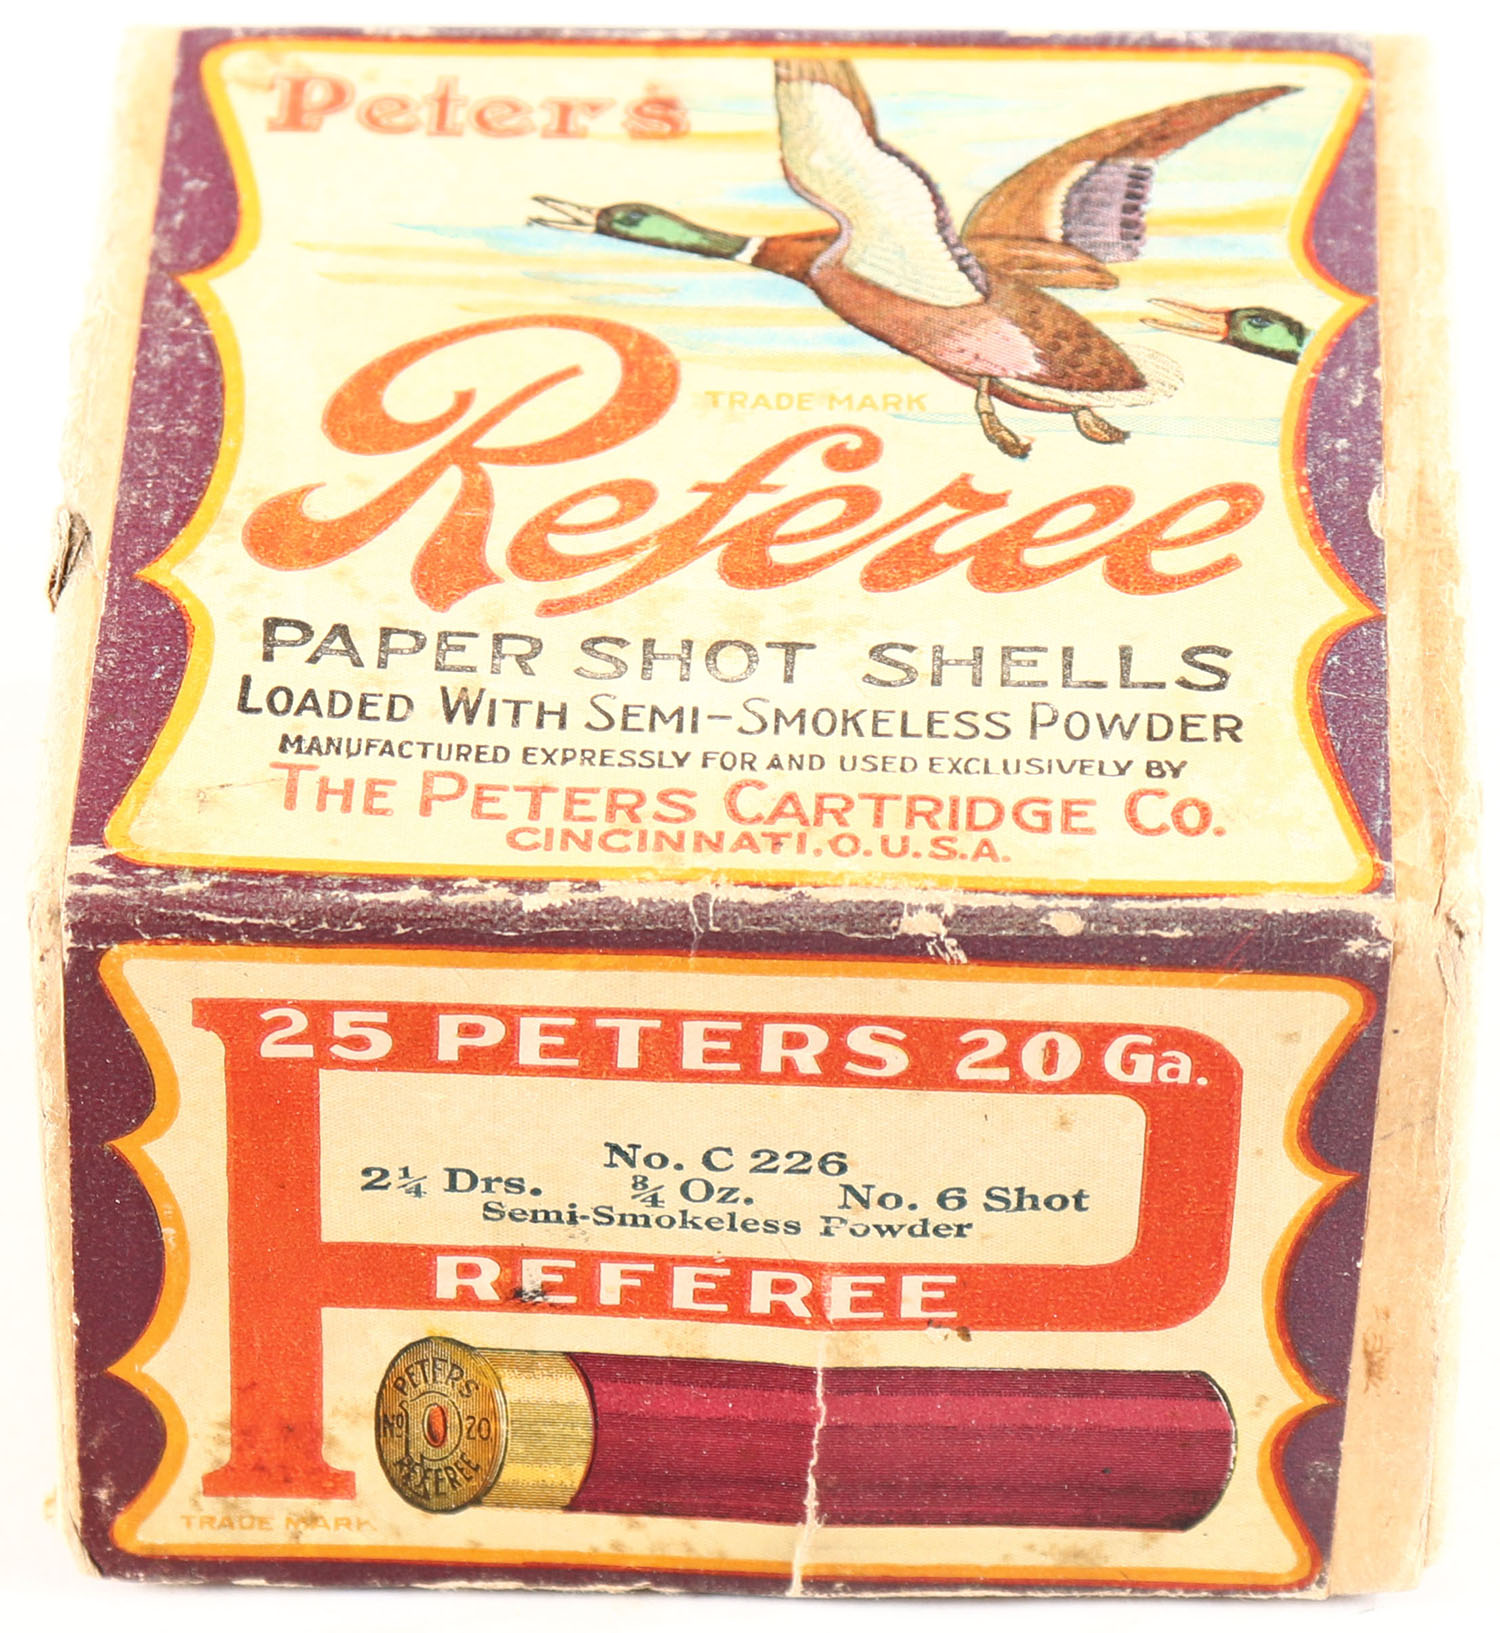 Peters
TRADE MARK
Referee
PAPER SHOT SHELLS
LOADED WITH SEMI-SMOKELESS POWDER
MANUFACTURED EXPRESSLY FOR AND USED EXCLUSIVELY BY
THE PETERS CARTRIDGE CO.
CINCINNATI, O. U.S.A.
25 PETERS 20 Ga.
No. C 226
2¼ Drs. ¾ Oz. No. 6 Shot
Semi-Smokeless Powder
REFEREE
PETERS
No 20
REFEREE
TRADE MARK